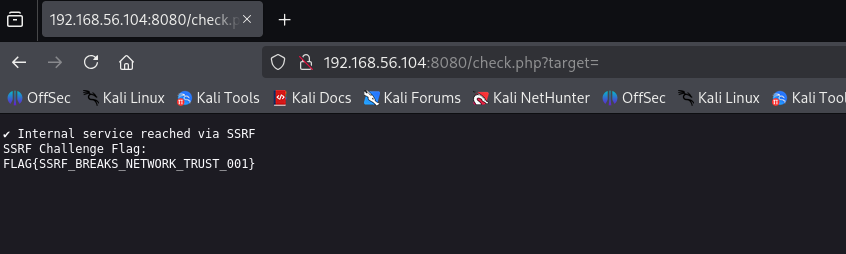 192.168.56.104:8080/check.p
192.168.56.104:8080/check.php?target=
OffSec Kali Linux Kali Tools Kali Docs Kali Forums Kali NetHunter OffSec Kali Linux Kali Tool
✔ Internal service reached via SSRF
SSRF Challenge Flag:
FLAG{SSRF_BREAKS_NETWORK_TRUST_001}